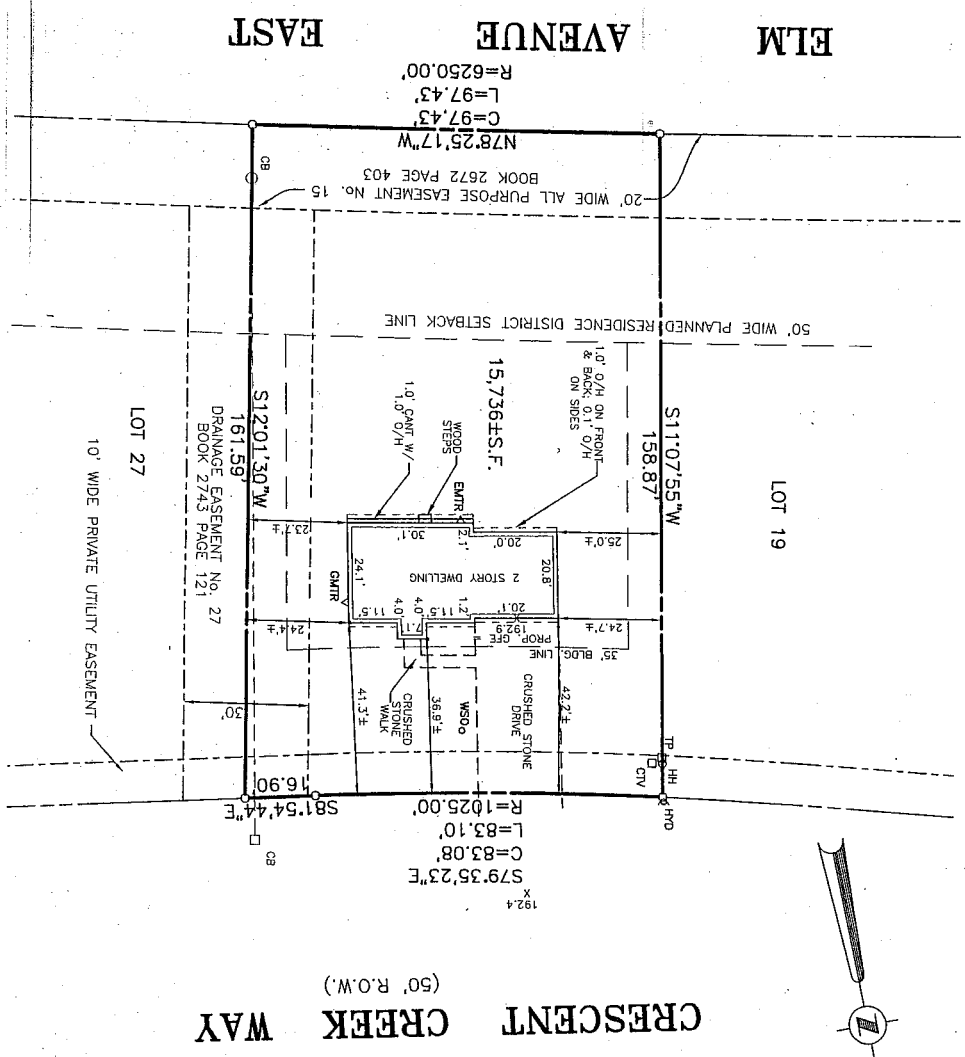 CRESCENT CREEK WAY
(50' R.O.W.)
192.4
X
S79°35'23"E
C=83.08'
L=83.10'
R=1025.00'
S81°54'44"E
16.90
CB
HYD
HH
TP
CTV
10' WIDE PRIVATE UTILITY EASEMENT
30'
42.2'±
36.9'±
41.3'±
CRUSHED STONE
DRIVE
WSO
CRUSHED
STONE
WALK
35' BLDG. LINE
PROP. GFE =
192.9
24.7'±
24.4'±
20.1'
1.2'
11.5'
4.0'
7.1'
4.0'
11.5'
GMTR
2 STORY DWELLING
20.8'
24.1'
25.0'±
23.7'±
20.0'
2.1'
30.1'
EMTR
WOOD
STEPS
1.0' CANT W/
1.0' O/H
1.0' O/H ON FRONT
& BACK; 0.1' O/H
ON SIDES
15,736±S.F.
LOT 19
S11°07'55"W
158.87'
S12°01'30"W
161.59'
DRAINAGE EASEMENT No. 27
BOOK 2743 PAGE 121
LOT 27
50' WIDE PLANNED RESIDENCE DISTRICT SETBACK LINE
20' WIDE ALL PURPOSE EASEMENT No. 15
BOOK 2672 PAGE 403
CB
N78°25'17"W
C=97.43'
L=97.43'
R=6250.00'
ELM AVENUE EAST
N